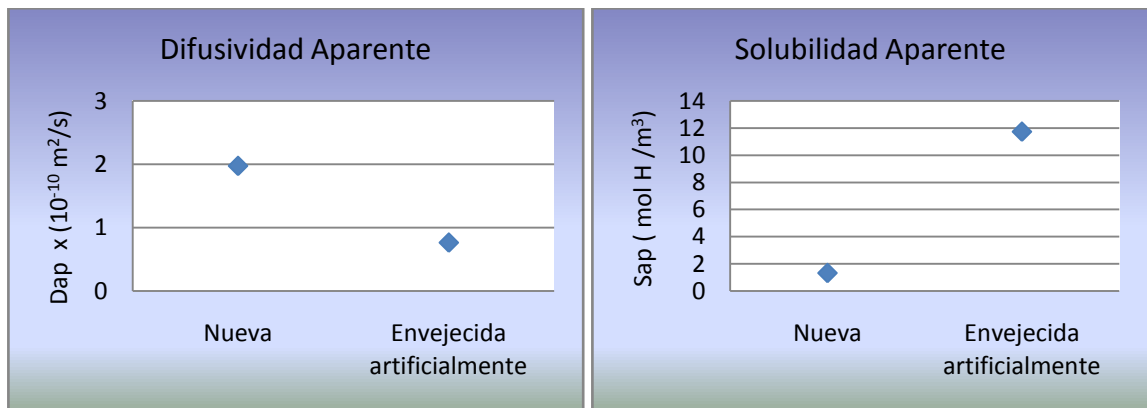 Difusividad Aparente
Dap x (10⁻¹⁰ m²/s)
3
2
1
0
Nueva
Envejecida
artificialmente
Solubilidad Aparente
Sap ( mol H /m³)
14
12
10
8
6
4
2
0
Nueva
Envejecida
artificialmente